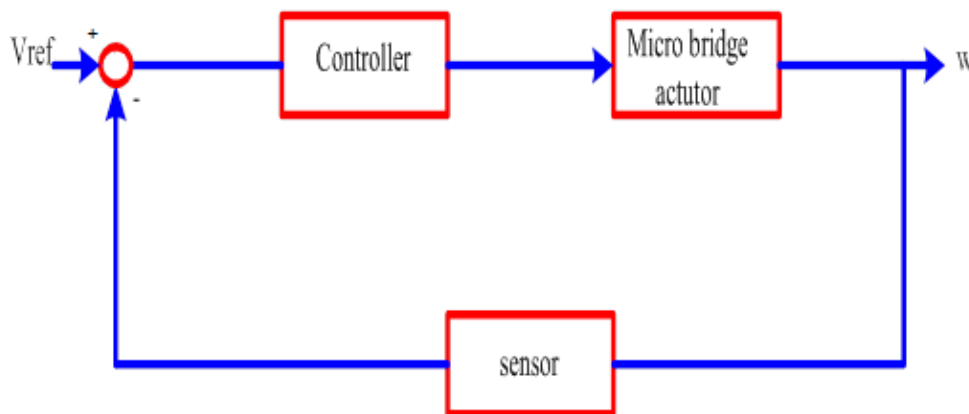 +
Vref
Controller
Micro bridge
actutor
w
-
sensor